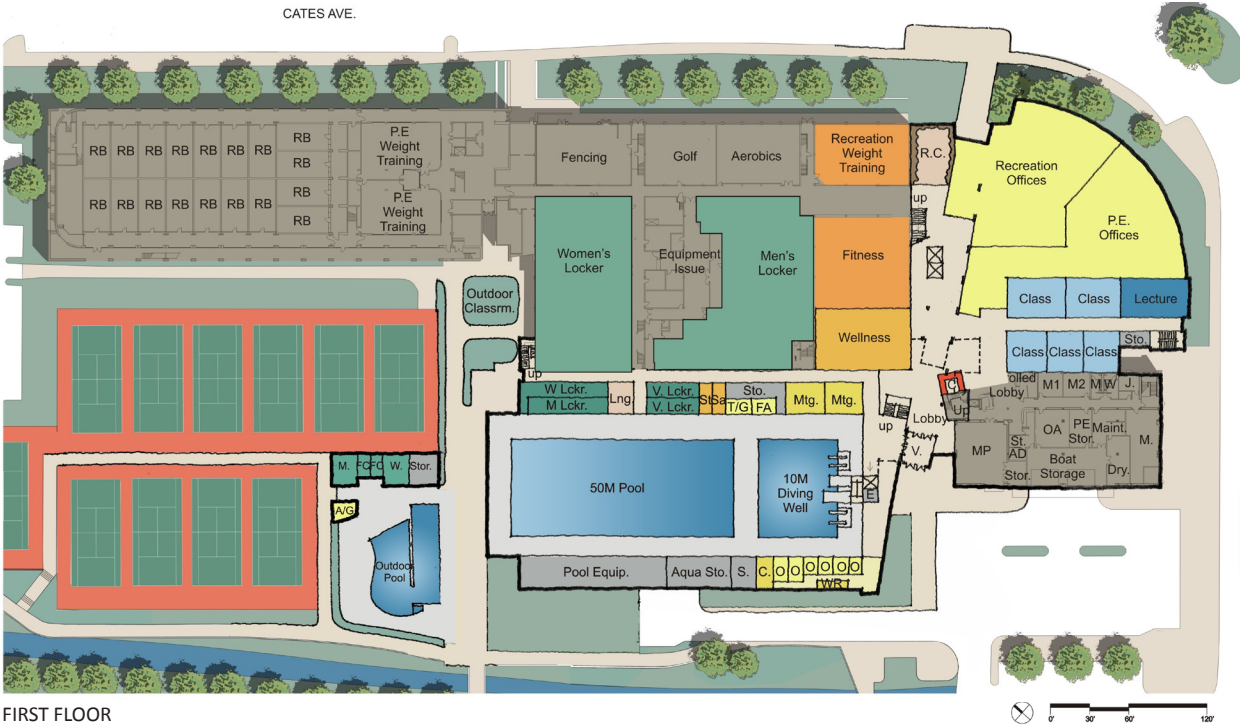 CATES AVE.
RB RB RB RB RB RB RB
RB
RB
P.E
Weight
Training
Fencing
Golf
Aerobics
Recreation
Weight
Training
R.C.
Recreation
Offices
RB RB RB RB RB RB RB
RB
RB
P.E
Weight
Training
up
P.E.
Offices
Women's
Locker
Equipment
Issue
Men's
Locker
Fitness
Outdoor
Classrm.
Class
Class
Lecture
Wellness
Class
Class
Class
Sto.
up
W Lckr.
M Lckr.
Lng.
V. Lckr.
V. Lckr.
St
Sa
Sto.
T/G
FA
Mtg.
Mtg.
C
olled
Lobby
M1
M2
M
W
J.
up
Lobby
Up
V.
MP
St.
AD
OA
PE
Stor.
Maint.
M.
Stor.
Boat
Storage
Dry.
M.
FC
FC
W.
Stor.
A/G
Outdoor
Pool
50M Pool
10M
Diving
Well
E
Pool Equip.
Aqua Sto.
S.
C.
O
O
O
O
O
O
WR
FIRST FLOOR
0' 30' 60' 120'